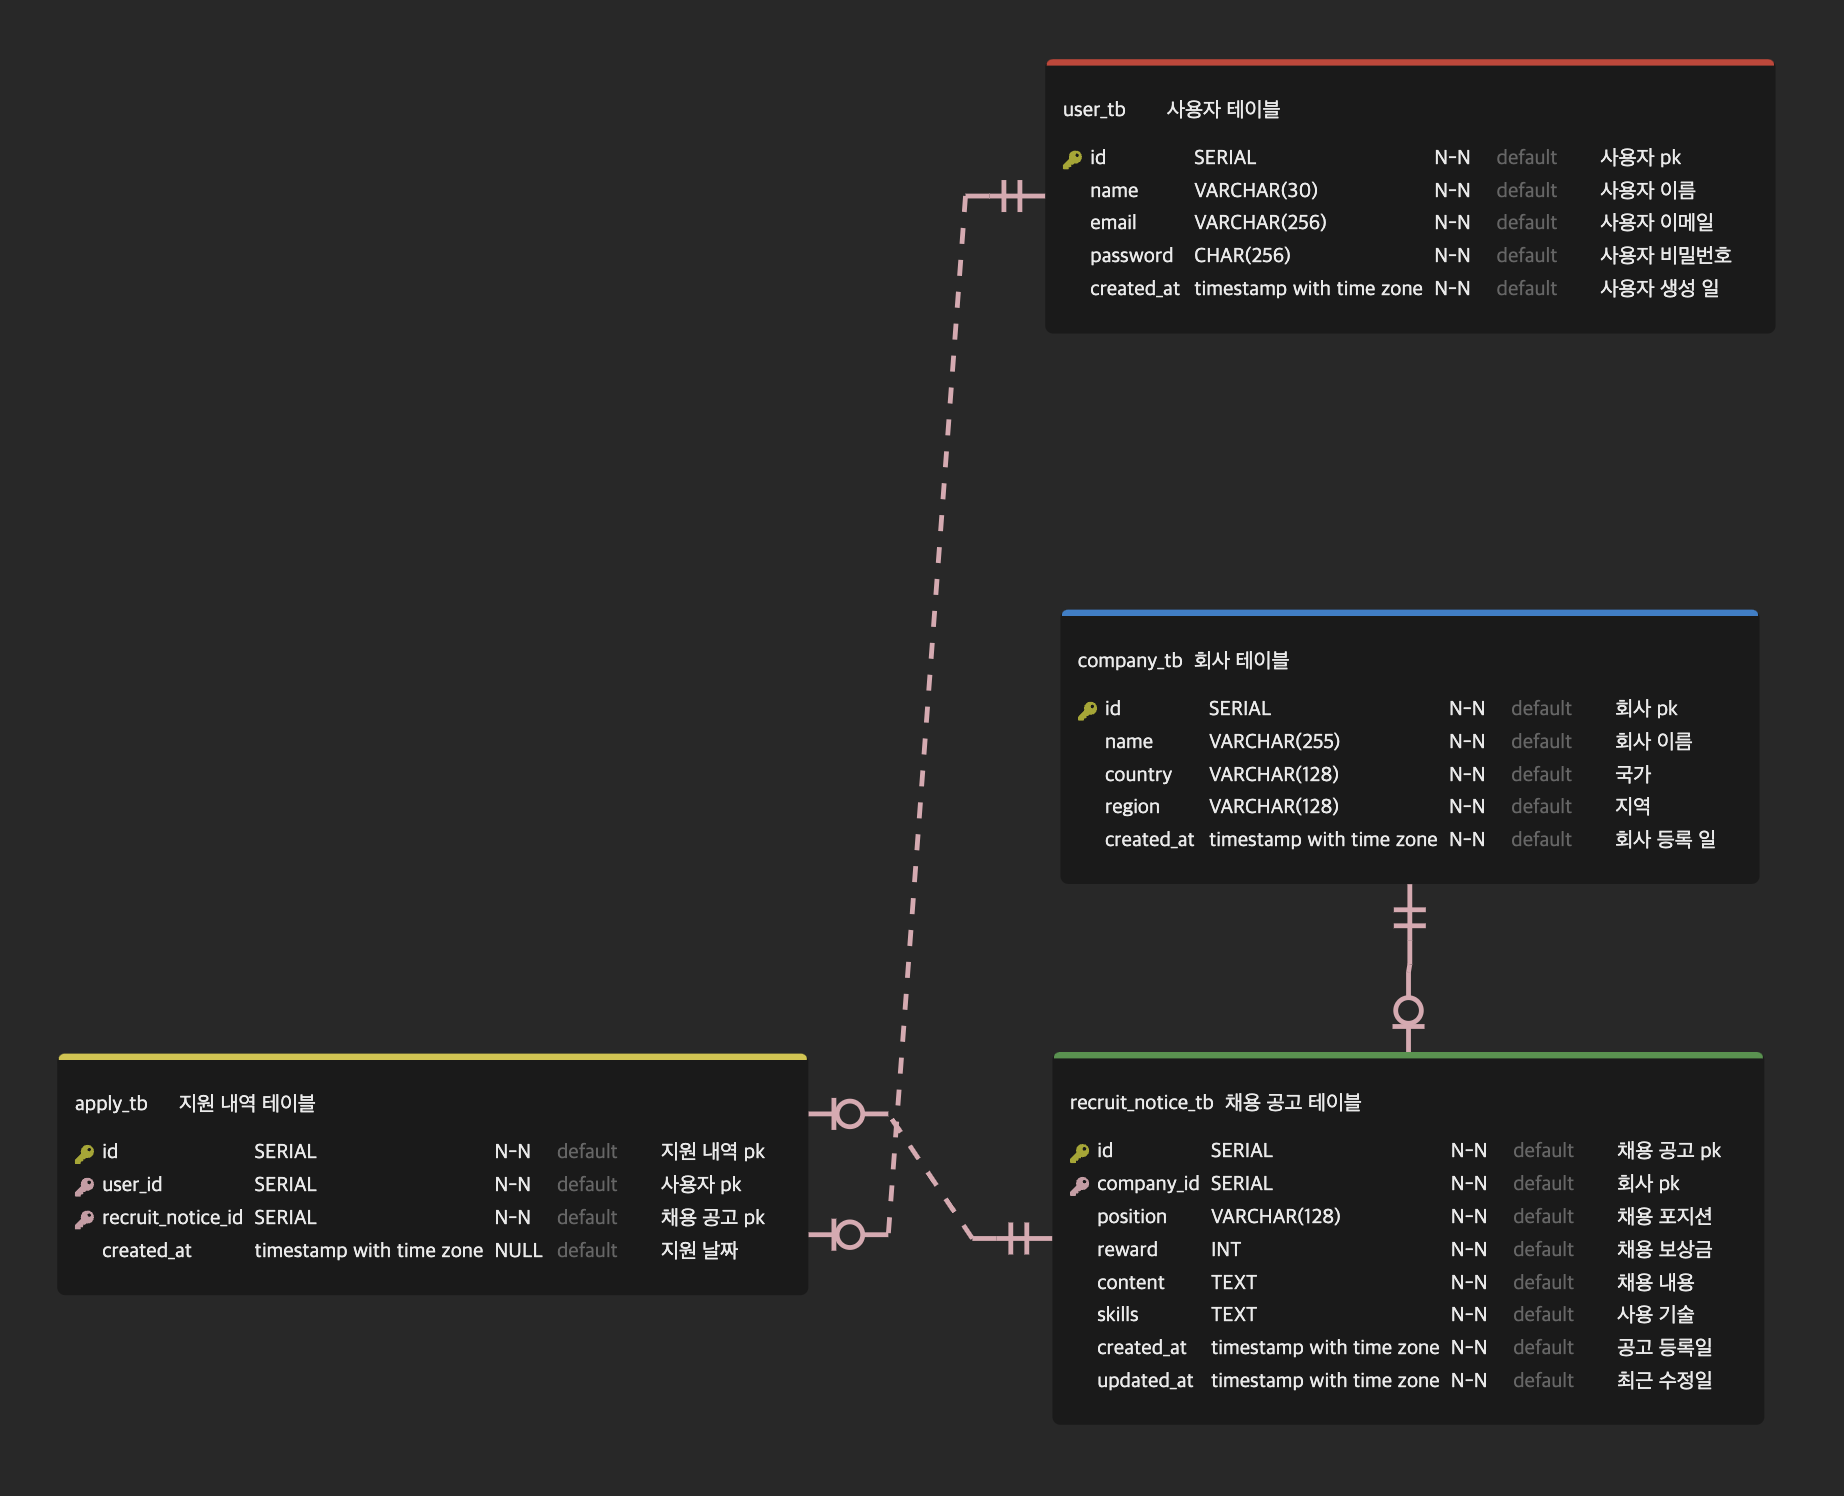 user_tb 사용자 테이블
id SERIAL N-N default 사용자 pk
name VARCHAR(30) N-N default 사용자 이름
email VARCHAR(256) N-N default 사용자 이메일
password CHAR(256) N-N default 사용자 비밀번호
created_at timestamp with time zone N-N default 사용자 생성 일
company_tb 회사 테이블
id SERIAL N-N default 회사 pk
name VARCHAR(255) N-N default 회사 이름
country VARCHAR(128) N-N default 국가
region VARCHAR(128) N-N default 지역
created_at timestamp with time zone N-N default 회사 등록 일
apply_tb 지원 내역 테이블
id SERIAL N-N default 지원 내역 pk
user_id SERIAL N-N default 사용자 pk
recruit_notice_id SERIAL N-N default 채용 공고 pk
created_at timestamp with time zone NULL default 지원 날짜
recruit_notice_tb 채용 공고 테이블
id SERIAL N-N default 채용 공고 pk
company_id SERIAL N-N default 회사 pk
position VARCHAR(128) N-N default 채용 포지션
reward INT N-N default 채용 보상금
content TEXT N-N default 채용 내용
skills TEXT N-N default 사용 기술
created_at timestamp with time zone N-N default 공고 등록일
updated_at timestamp with time zone N-N default 최근 수정일